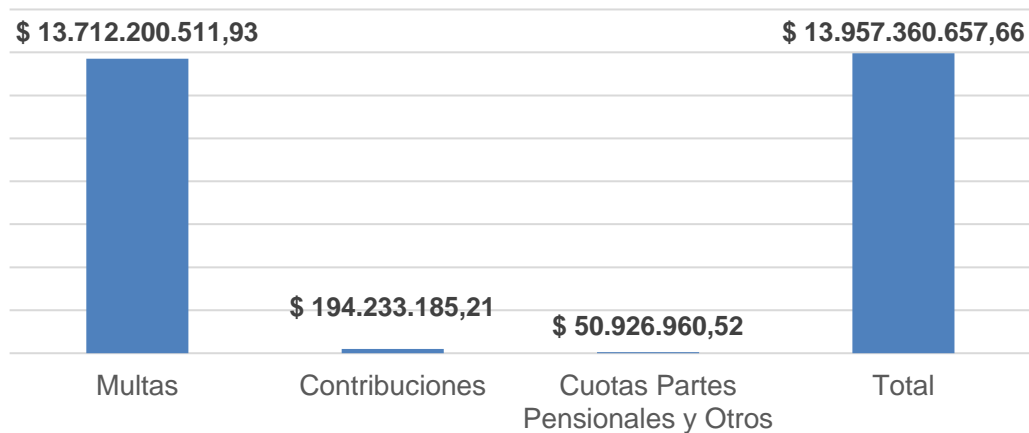 $ 13.712.200.511,93
$ 13.957.360.657,66
$ 194.233.185,21
$ 50.926.960,52
Multas
Contribuciones
Cuotas Partes
Pensionales y Otros
Total